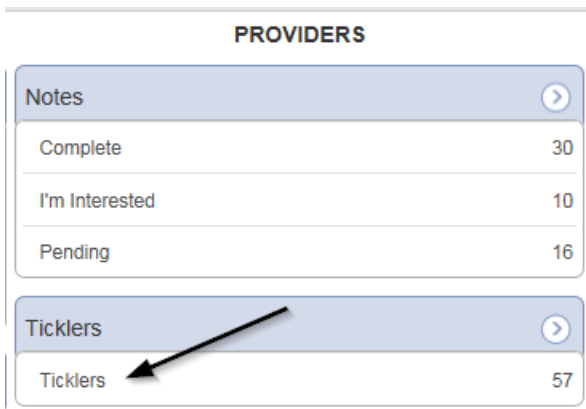 PROVIDERS
Notes
Complete 30
I'm Interested 10
Pending 16
Ticklers
Ticklers 57